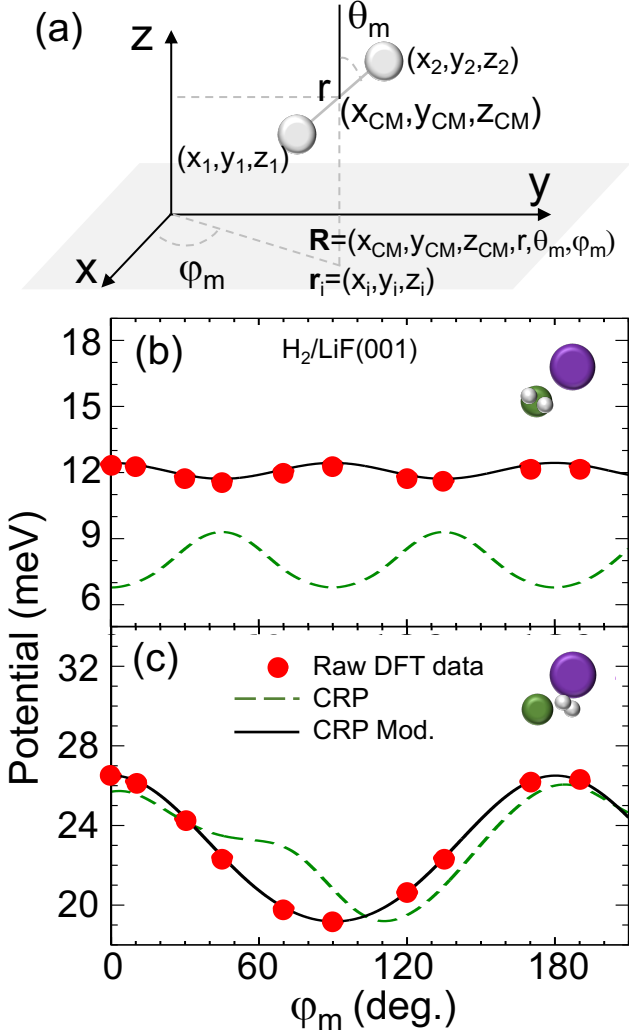 (a)
z
θm
(x2,y2,z2)
r
(xCM,yCM,zCM)
(x1,y1,z1)
y
R=(xCM,yCM,zCM,r,θm,φm)
x
φm
ri=(xi,yi,zi)
18
(b)
H2/LiF(001)
15
12
9
6
Potential (meV)
(c)
32
Raw DFT data
CRP
28
CRP Mod.
24
20
0
60
120
180
φm (deg.)